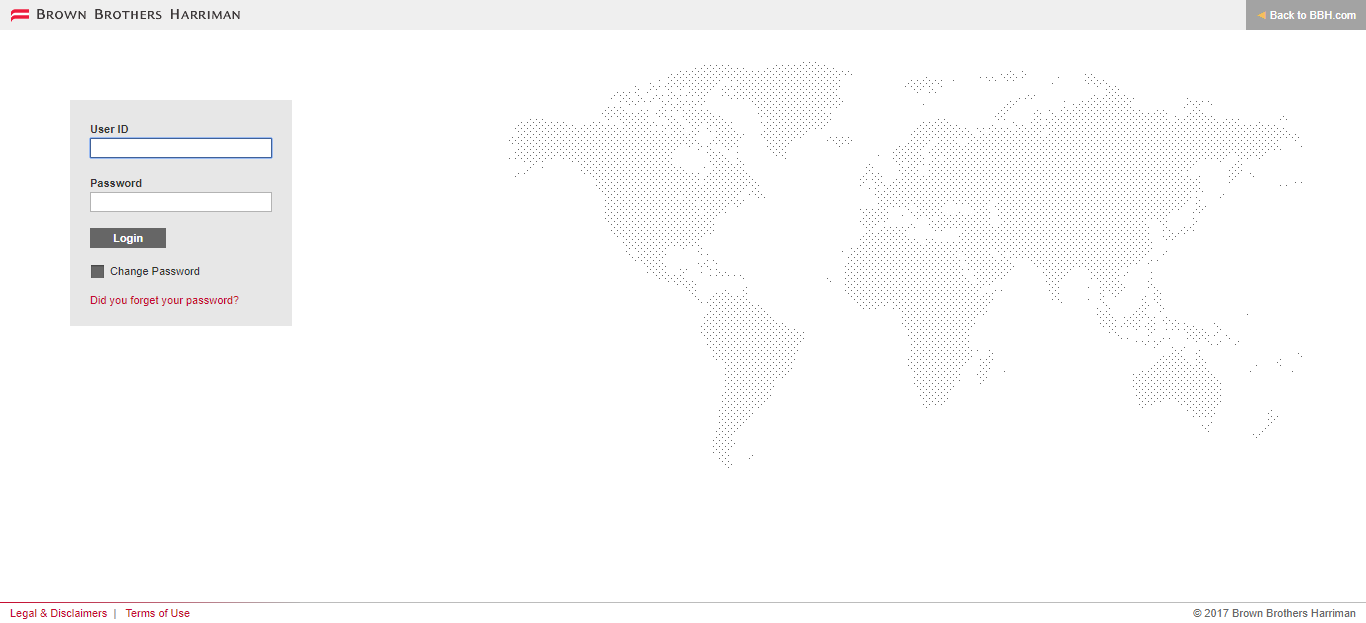 Brown Brothers Harriman
◄ Back to BBH.com
User ID
Password
Login
Change Password
Did you forget your password?
Legal & Disclaimers | Terms of Use
© 2017 Brown Brothers Harriman